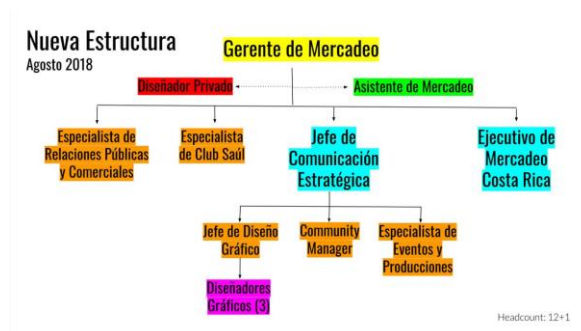 Nueva Estructura
Agosto 2018
Gerente de Mercadeo
Diseñador Privado
Asistente de Mercadeo
Especialista de
Relaciones Públicas
y Comerciales
Especialista
de Club Saúl
Jefe de
Comunicación
Estratégica
Ejecutivo de
Mercadeo
Costa Rica
Jefe de Diseño
Gráfico
Community
Manager
Especialista de
Eventos y
Producciones
Diseñadores
Gráficos (3)
Headcount: 12+1